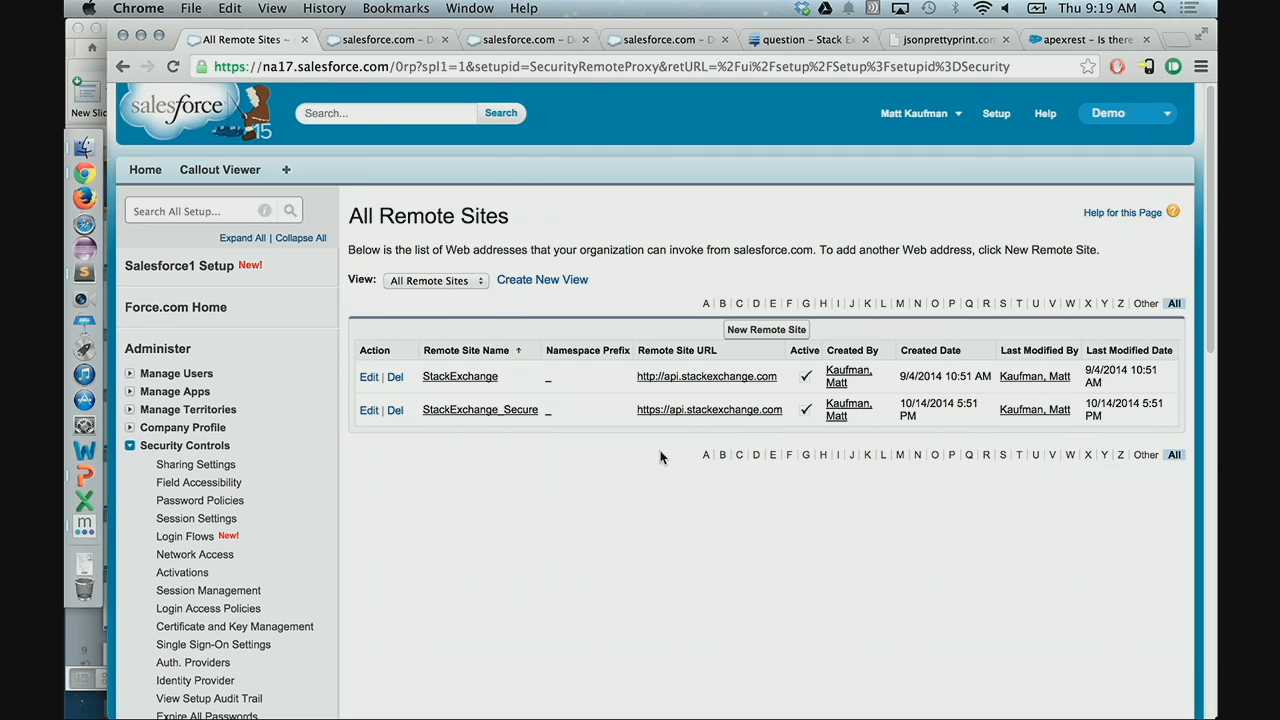 Chrome File Edit View History Bookmarks Window Help Thu 9:19 AM
All Remote Sites ~ salesforce.com - D salesforce.com - D salesforce.com - D question - Stack E jsonprettyprint.com apexrest - Is there
https://na17.salesforce.com/0rp?spl1=1&setupid=SecurityRemoteProxy&retURL=%2Fui%2Fsetup%2FSetup%3Fsetupid%3DSecurity
New Slid
salesforce
15
Search... Search Matt Kaufman Setup Help Demo
Home Callout Viewer +
Search All Setup...
Expand All | Collapse All
Salesforce1 Setup New!
Force.com Home
Administer
Manage Users
Manage Apps
Manage Territories
Company Profile
Security Controls
Sharing Settings
Field Accessibility
Password Policies
Session Settings
Login Flows New!
Network Access
Activations
Session Management
Login Access Policies
Certificate and Key Management
Single Sign-On Settings
Auth. Providers
Identity Provider
View Setup Audit Trail
Expire All Passwords
All Remote Sites
Help for this Page
Below is the list of Web addresses that your organization can invoke from salesforce.com. To add another Web address, click New Remote Site.
View: All Remote Sites Create New View
A | B | C | D | E | F | G | H | I | J | K | L | M | N | O | P | Q | R | S | T | U | V | W | X | Y | Z | Other All
New Remote Site
Action Remote Site Name Namespace Prefix Remote Site URL Active Created By Created Date Last Modified By Last Modified Date
Edit | Del StackExchange _ http://api.stackexchange.com Kaufman, Matt 9/4/2014 10:51 AM Kaufman, Matt 9/4/2014 10:51 AM
Edit | Del StackExchange_Secure _ https://api.stackexchange.com Kaufman, Matt 10/14/2014 5:51 PM Kaufman, Matt 10/14/2014 5:51 PM
A | B | C | D | E | F | G | H | I | J | K | L | M | N | O | P | Q | R | S | T | U | V | W | X | Y | Z | Other All